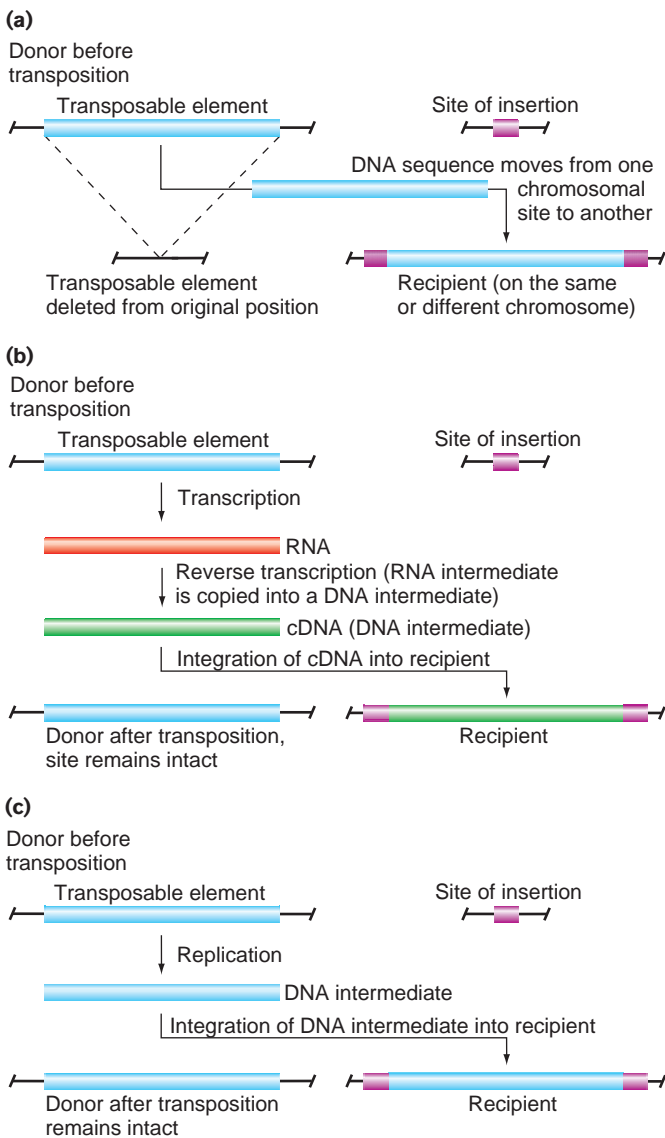 (a)
Donor before
transposition
Transposable element
Site of insertion
DNA sequence moves from one
chromosomal
site to another
Transposable element
deleted from original position
Recipient (on the same
or different chromosome)
(b)
Donor before
transposition
Transposable element
Site of insertion
Transcription
RNA
Reverse transcription (RNA intermediate
is copied into a DNA intermediate)
cDNA (DNA intermediate)
Integration of cDNA into recipient
Donor after transposition,
site remains intact
Recipient
(c)
Donor before
transposition
Transposable element
Site of insertion
Replication
DNA intermediate
Integration of DNA intermediate into recipient
Donor after transposition
remains intact
Recipient